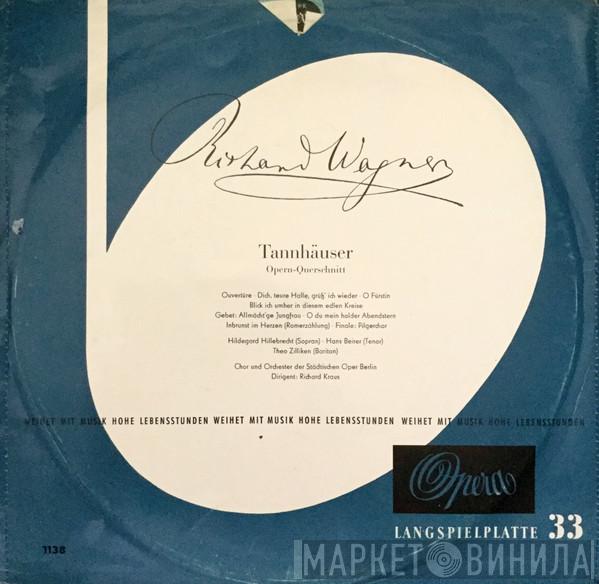 Richard Wagner
Tannhäuser
Opern-Querschnitt
Ouvertüre · Dich, teure Halle, grüß' ich wieder · O Fürstin
Blick ich umher in diesem edlen Kreise
Gebet: Allmächt'ge Jungfrau · O du mein holder Abendstern
Inbrunst im Herzen (Romerzählung) · Finale: Pilgerchor
Hildegard Hillebrecht (Sopran) · Hans Beirer (Tenor)
Theo Zilliken (Bariton)
Chor und Orchester der Städtischen Oper Berlin
Dirigent: Richard Kraus
WEIHET MIT MUSIK HOHE LEBENSSTUNDEN WEIHET MIT MUSIK HOHE LEBENSSTUNDEN WEIHET MIT MUSIK HOHE LEBENSSTUNDEN
Opera
LANGSPIELPLATTE 33
1138
МАРКЕТ ВИНИЛА